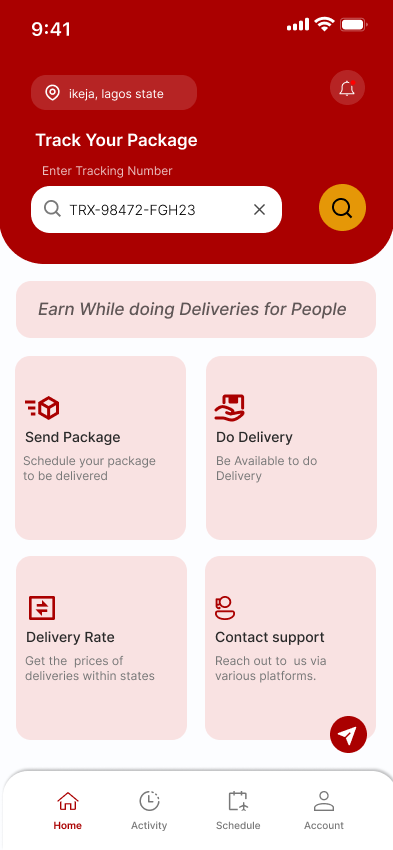 9:41
ikeja, lagos state
Track Your Package
Enter Tracking Number
TRX-98472-FGH23
Earn While doing Deliveries for People
Send Package
Schedule your package
to be delivered
Do Delivery
Be Available to do
Delivery
Delivery Rate
Get the  prices of
deliveries within states
Contact support
Reach out to  us via
various platforms.
Home
Activity
Schedule
Account